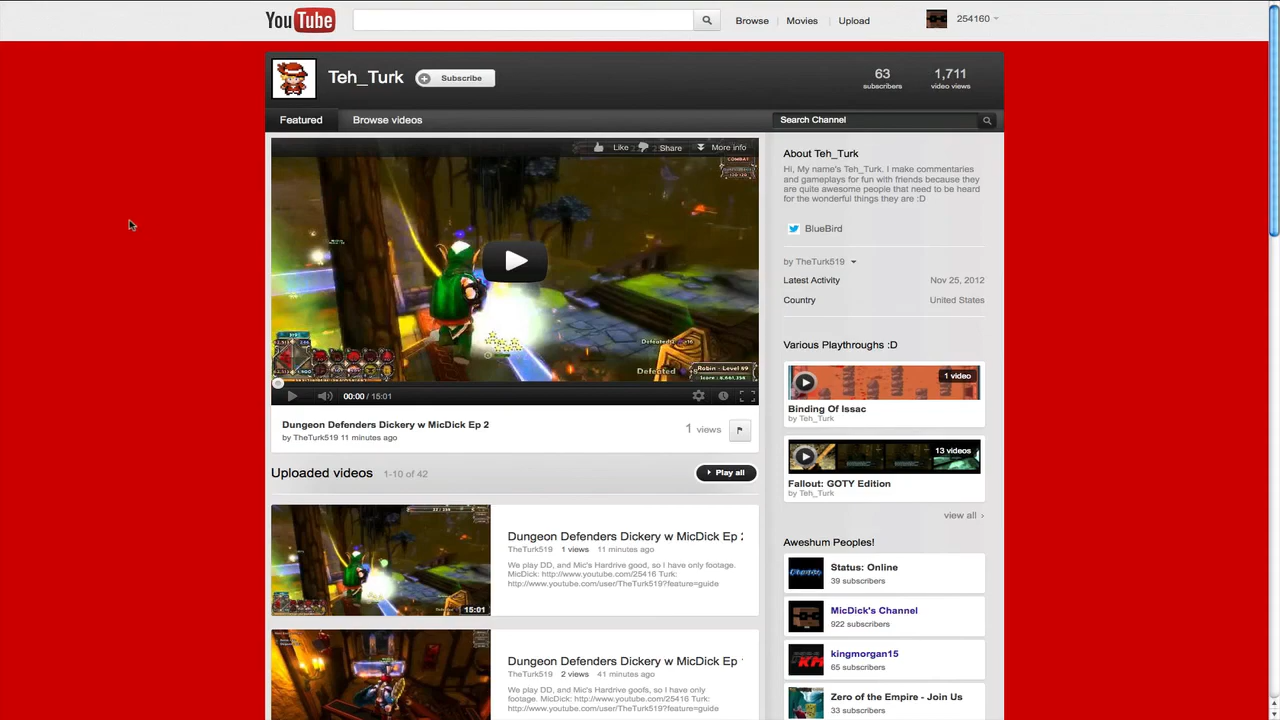 YouTube
Browse
Movies
Upload
254160
Teh_Turk
Subscribe
63
subscribers
1,711
video views
Featured
Browse videos
Search Channel
Like
Share
More info
COMBAT
Robin - Level 99
Defeated
00:00 / 15:01
Dungeon Defenders Dickery w MicDick Ep 2
by TheTurk519 11 minutes ago
1 views
Uploaded videos 1-10 of 42
Play all
15:01
Dungeon Defenders Dickery w MicDick Ep 2
TheTurk519 1 views 11 minutes ago
We play DD, and Mic's Hardrive good, so I have only footage.
MicDick: http://www.youtube.com/25416 Turk:
http://www.youtube.com/user/TheTurk519?feature=guide
Dungeon Defenders Dickery w MicDick Ep
TheTurk519 2 views 41 minutes ago
We play DD, and Mic's Hardrive goofs, so I have only
footage. MicDick: http://www.youtube.com/254160 Turk:
http://www.youtube.com/user/TheTurk519?feature=guide
About Teh_Turk
Hi, My name's Teh_Turk. I make commentaries
and gameplays for fun with friends because they
are quite awesome people that need to be heard
for the wonderful things they are :D
BlueBird
by TheTurk519
Latest Activity Nov 25, 2012
Country United States
Various Playthroughs :D
1 video
Binding Of Issac
by Teh_Turk
13 videos
Fallout: GOTY Edition
by Teh_Turk
view all ›
Aweshum Peoples!
Status: Online
39 subscribers
MicDick's Channel
922 subscribers
kingmorgan15
65 subscribers
Zero of the Empire - Join Us
33 subscribers